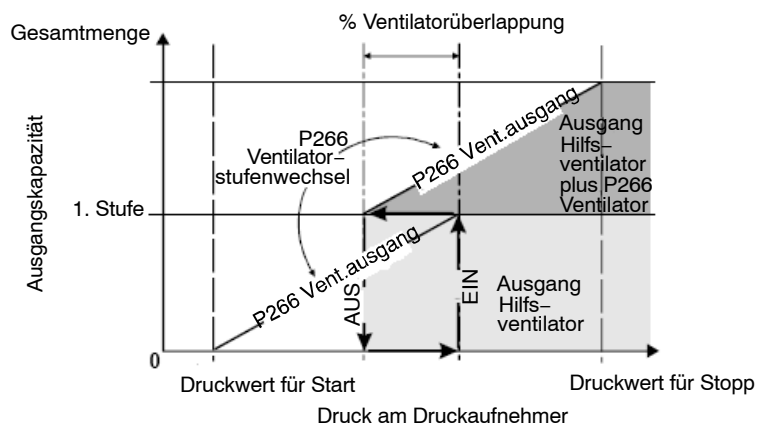 % Ventilatorüberlappung
Gesamtmenge
Ausgangskapazität
P266
Ventilator–
stufenwechsel
P266 Vent.ausgang
Ausgang
Hilfs–
ventilator
plus P266
Ventilator
1. Stufe
P266 Vent.ausgang
AUS
EIN
Ausgang
Hilfs–
ventilator
0
Druckwert für Start
Druckwert für Stopp
Druck am Druckaufnehmer